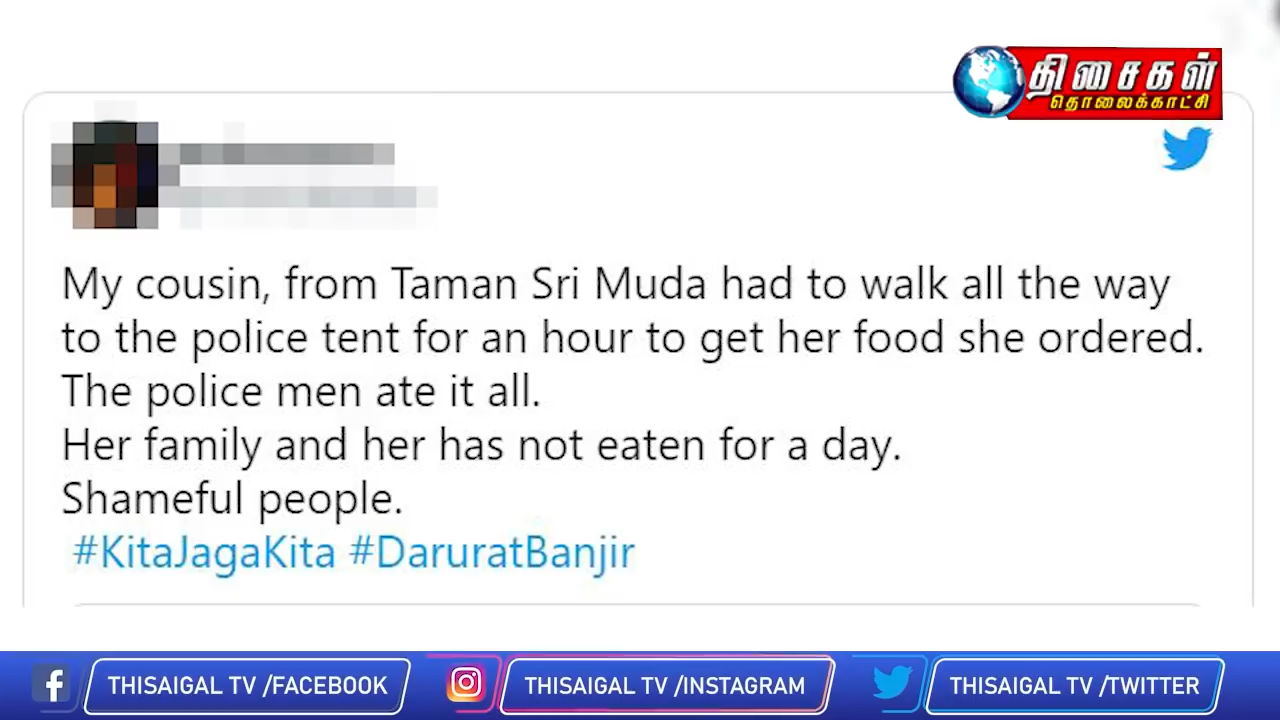 திசைகள்
தொலைக்காட்சி
My cousin, from Taman Sri Muda had to walk all the way
to the police tent for an hour to get her food she ordered.
The police men ate it all.
Her family and her has not eaten for a day.
Shameful people.
#KitaJagaKita #DaruratBanjir
THISAIGAL TV /FACEBOOK
THISAIGAL TV /INSTAGRAM
THISAIGAL TV /TWITTER